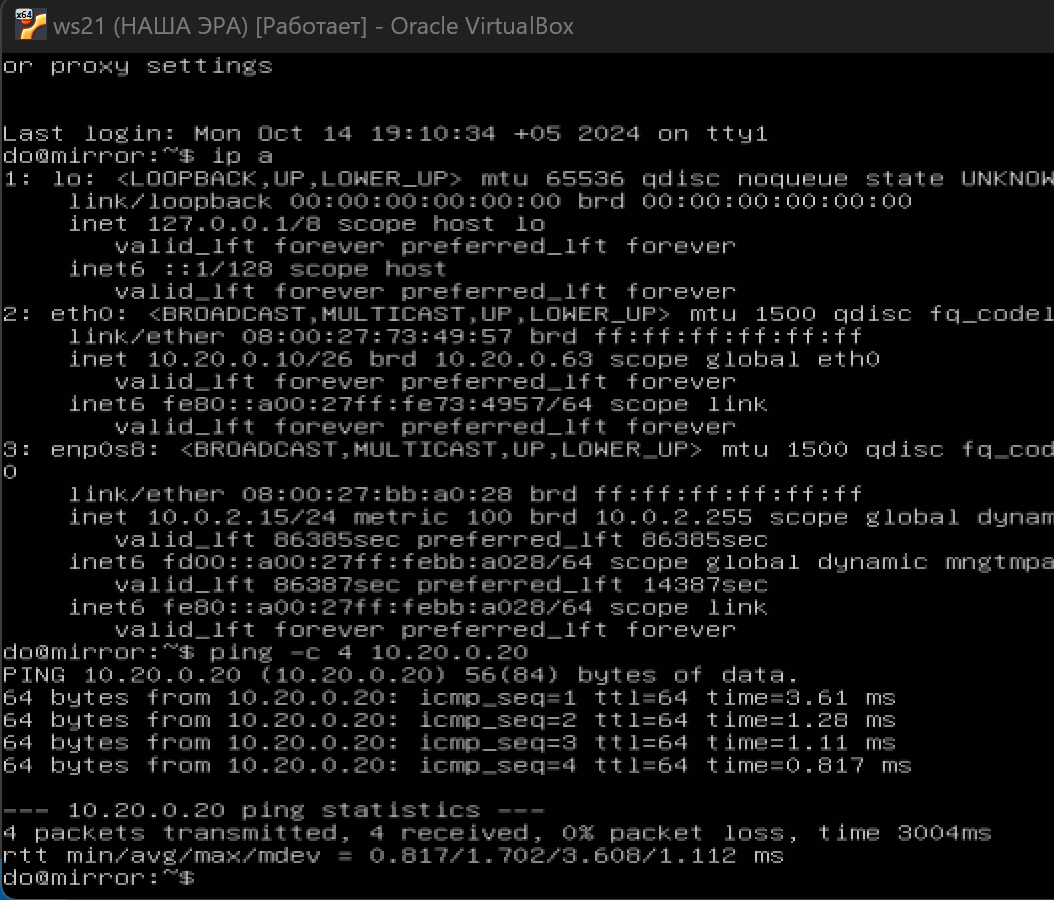 x64
ws21 (НАША ЭРА) [Работает] - Oracle VirtualBox
or proxy settings
Last login: Mon Oct 14 19:10:34 +05 2024 on tty1
do@mirror:~$ ip a
1: lo: <LOOPBACK,UP,LOWER_UP> mtu 65536 qdisc noqueue state UNKNOW
link/loopback 00:00:00:00:00:00 brd 00:00:00:00:00:00
inet 127.0.0.1/8 scope host lo
valid_lft forever preferred_lft forever
inet6 ::1/128 scope host
valid_lft forever preferred_lft forever
2: eth0: <BROADCAST,MULTICAST,UP,LOWER_UP> mtu 1500 qdisc fq_codel
link/ether 08:00:27:73:49:57 brd ff:ff:ff:ff:ff:ff
inet 10.20.0.10/26 brd 10.20.0.63 scope global eth0
valid_lft forever preferred_lft forever
inet6 fe80::a00:27ff:fe73:4957/64 scope link
valid_lft forever preferred_lft forever
3: enp0s8: <BROADCAST,MULTICAST,UP,LOWER_UP> mtu 1500 qdisc fq_cod
0
link/ether 08:00:27:bb:a0:28 brd ff:ff:ff:ff:ff:ff
inet 10.0.2.15/24 metric 100 brd 10.0.2.255 scope global dynam
valid_lft 86385sec preferred_lft 86385sec
inet6 fd00::a00:27ff:febb:a028/64 scope global dynamic mngtmpa
valid_lft 86387sec preferred_lft 14387sec
inet6 fe80::a00:27ff:febb:a028/64 scope link
valid_lft forever preferred_lft forever
do@mirror:~$ ping -c 4 10.20.0.20
PING 10.20.0.20 (10.20.0.20) 56(84) bytes of data.
64 bytes from 10.20.0.20: icmp_seq=1 ttl=64 time=3.61 ms
64 bytes from 10.20.0.20: icmp_seq=2 ttl=64 time=1.28 ms
64 bytes from 10.20.0.20: icmp_seq=3 ttl=64 time=1.11 ms
64 bytes from 10.20.0.20: icmp_seq=4 ttl=64 time=0.817 ms
--- 10.20.0.20 ping statistics ---
4 packets transmitted, 4 received, 0% packet loss, time 3004ms
rtt min/avg/max/mdev = 0.817/1.702/3.608/1.112 ms
do@mirror:~$